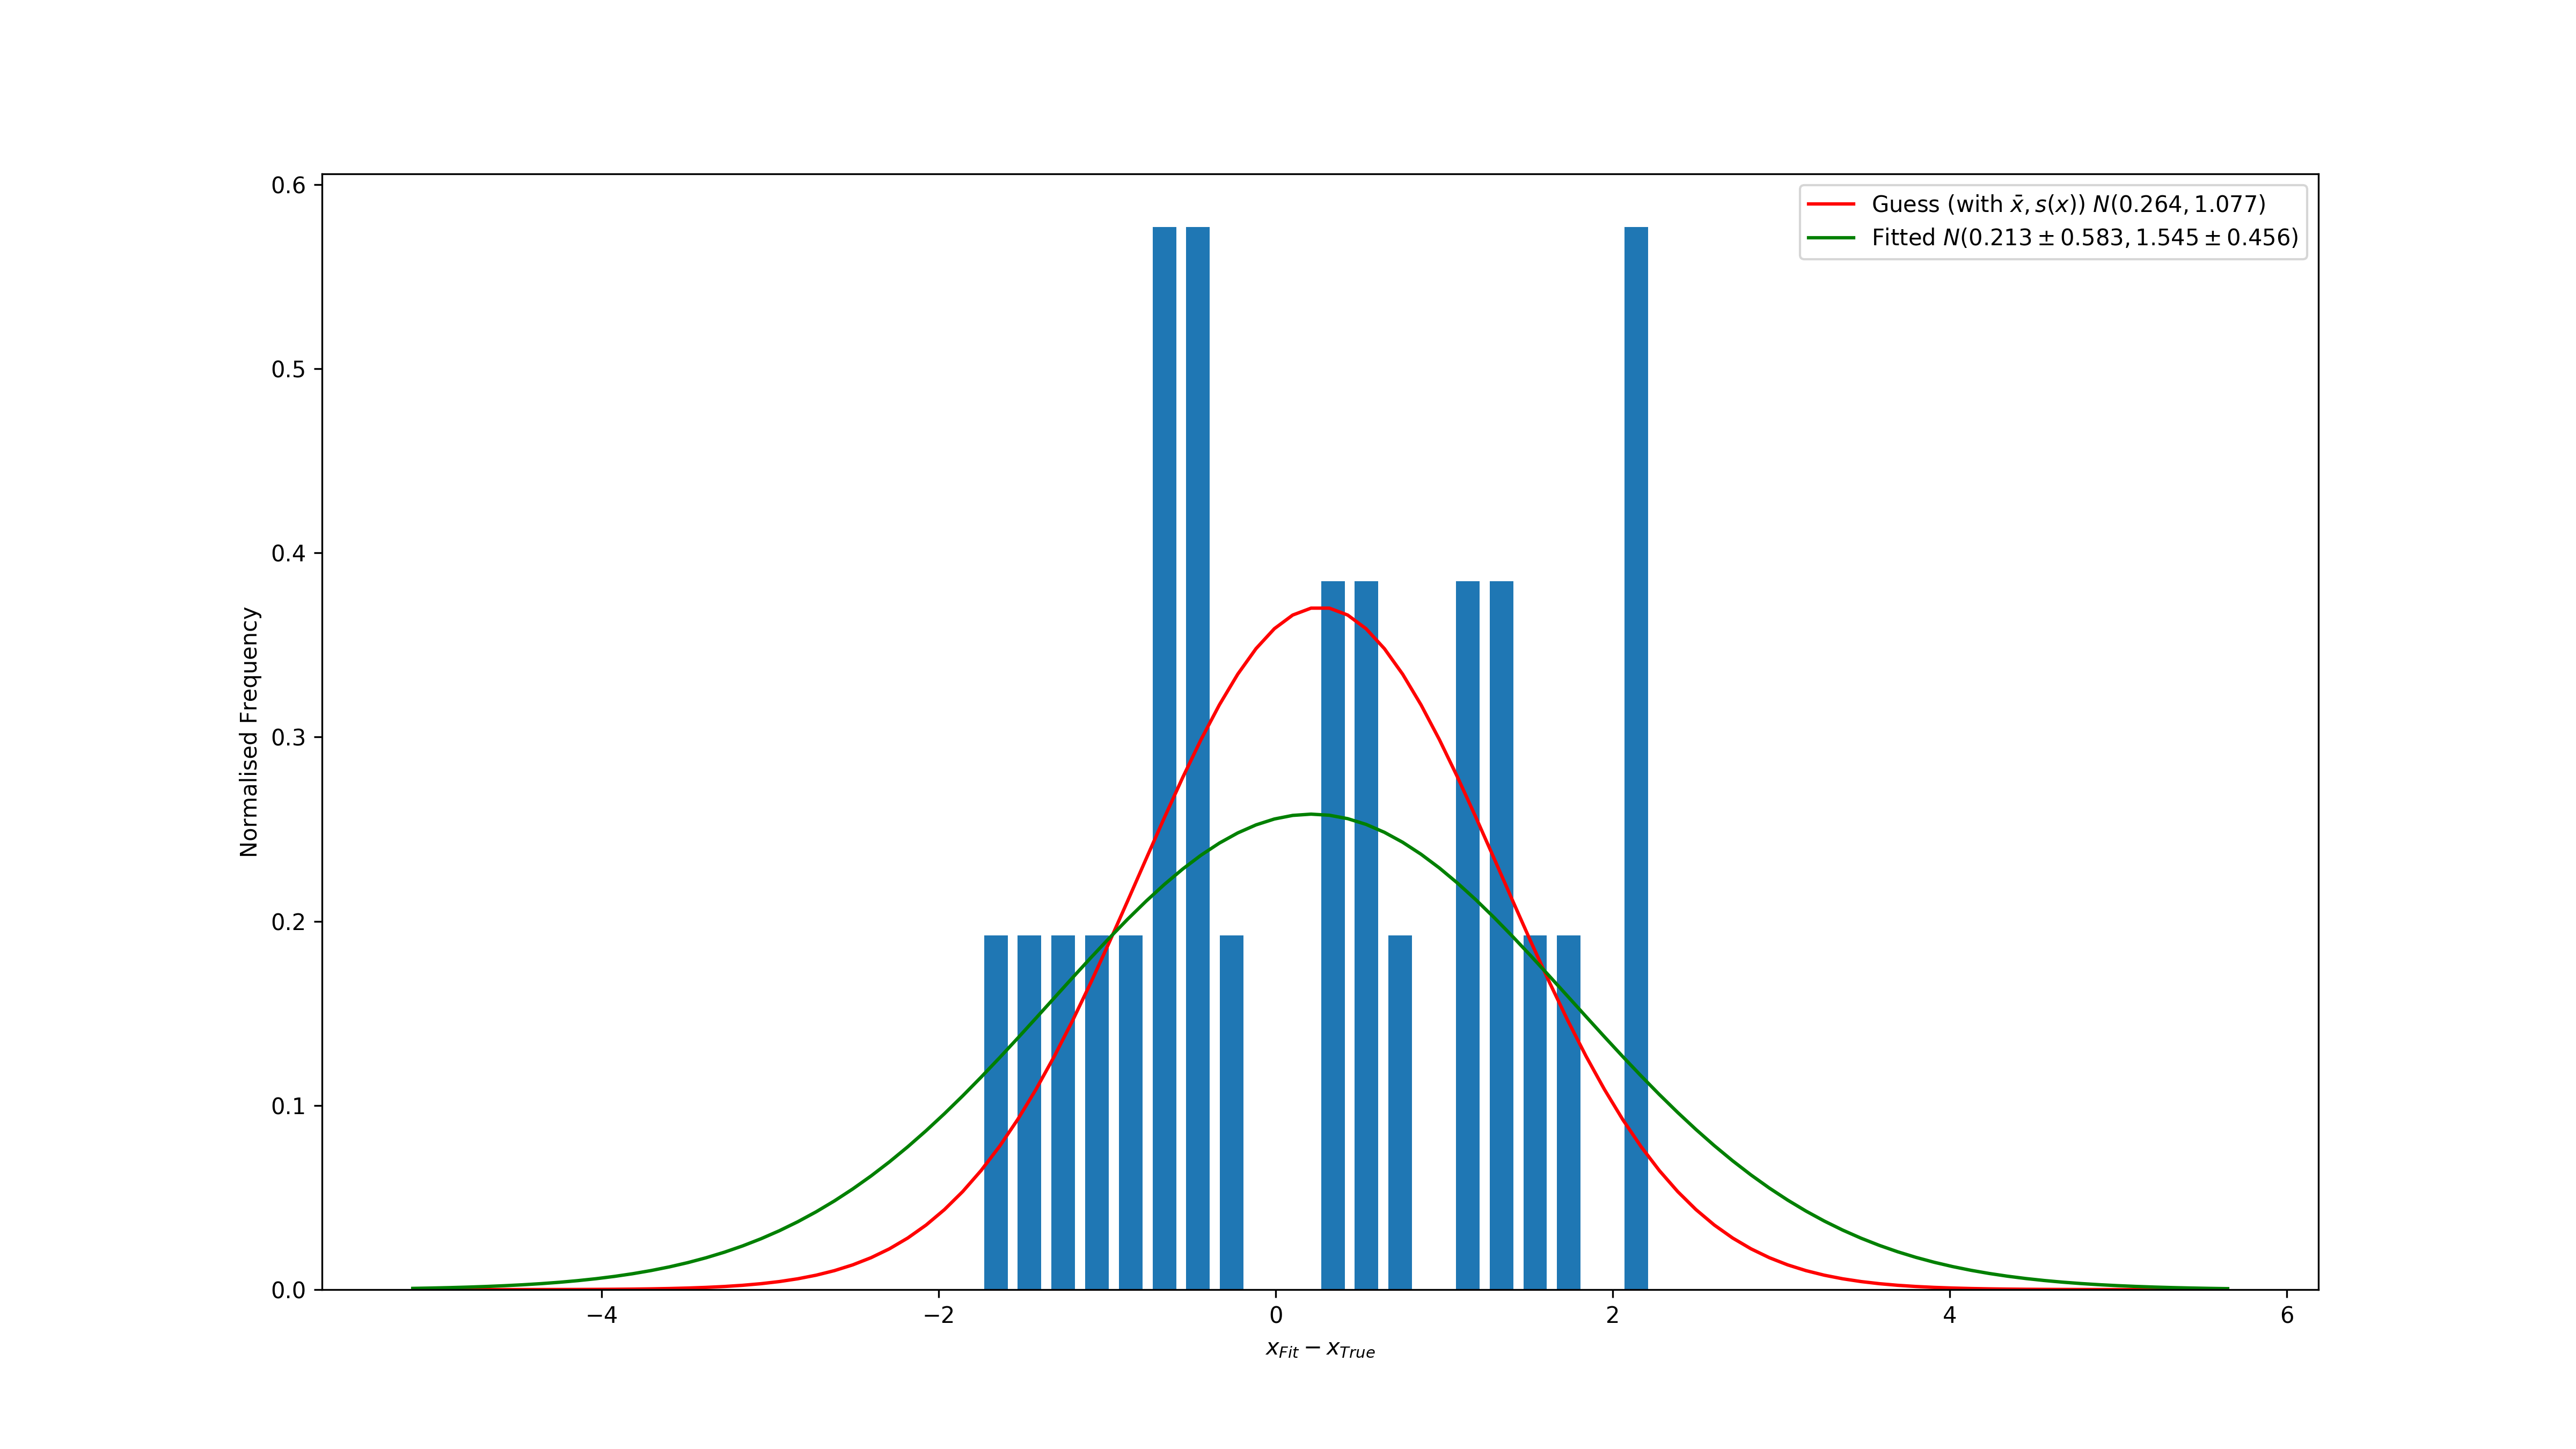 Guess (with x̄, s(x)) N(0.264, 1.077)
Fitted N(0.213 ± 0.583, 1.545 ± 0.456)
Normalised Frequency
0.6
0.5
0.4
0.3
0.2
0.1
0.0
−4 −2 0 2 4 6
x_Fit − x_True